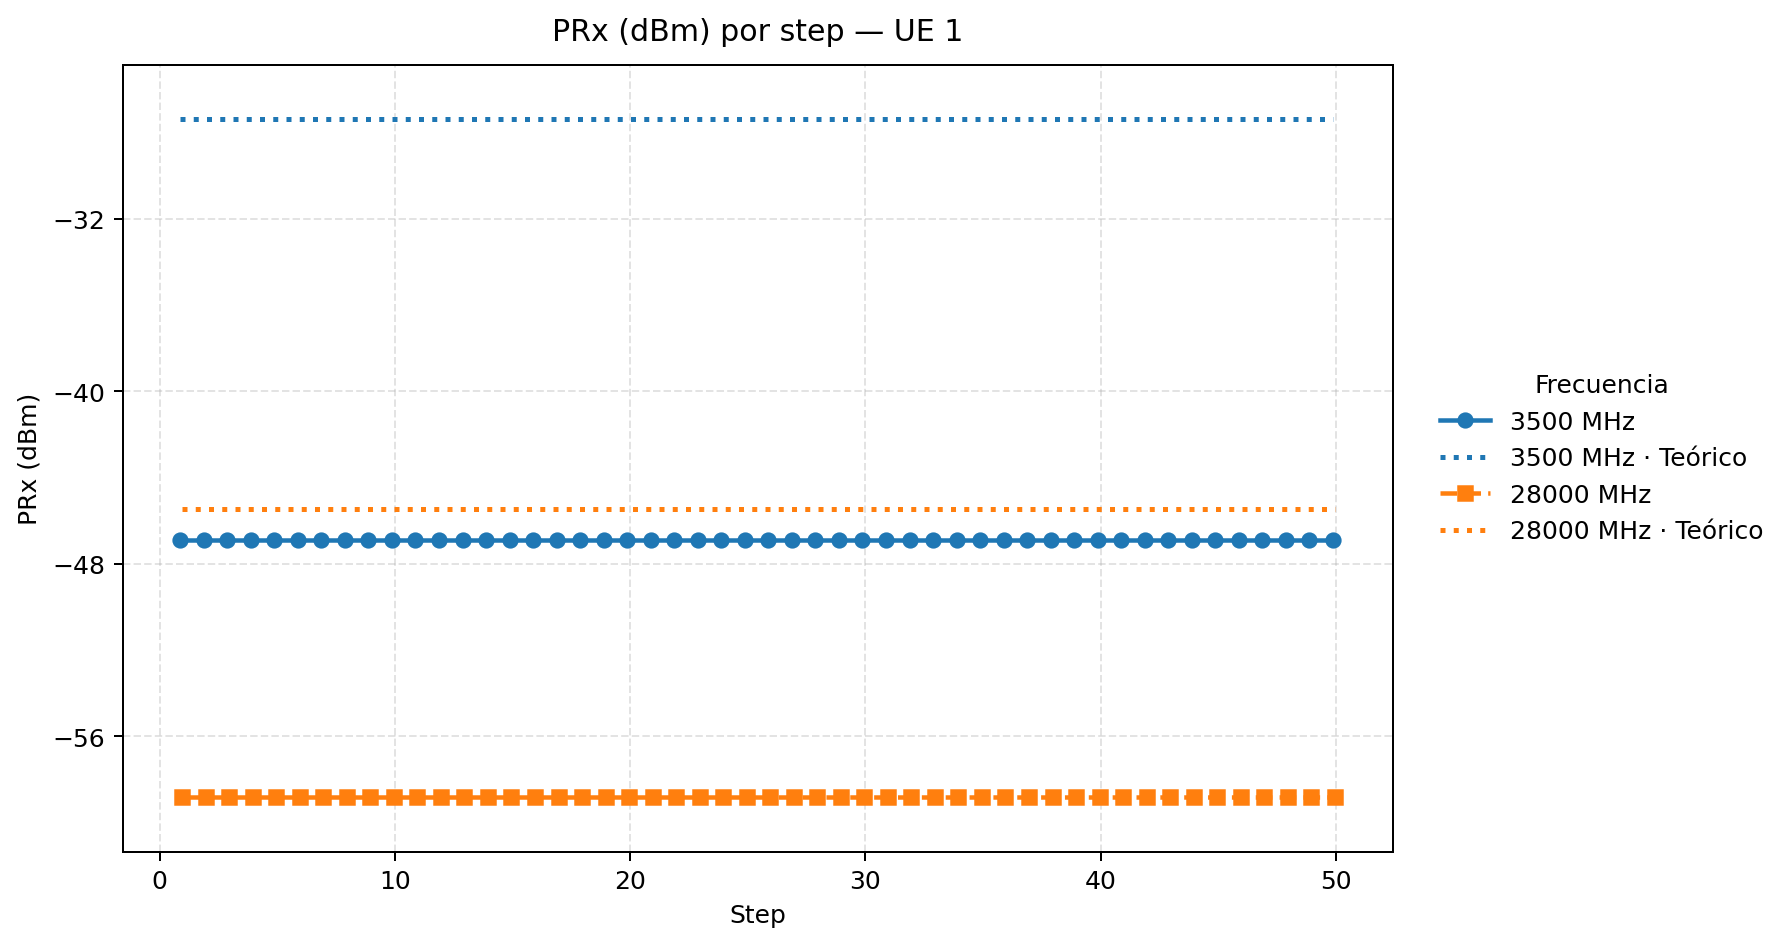 PRx (dBm) por step — UE 1
PRx (dBm)
−32
−40
−48
−56
0
10
20
30
40
50
Step
Frecuencia
3500 MHz
3500 MHz · Teórico
28000 MHz
28000 MHz · Teórico